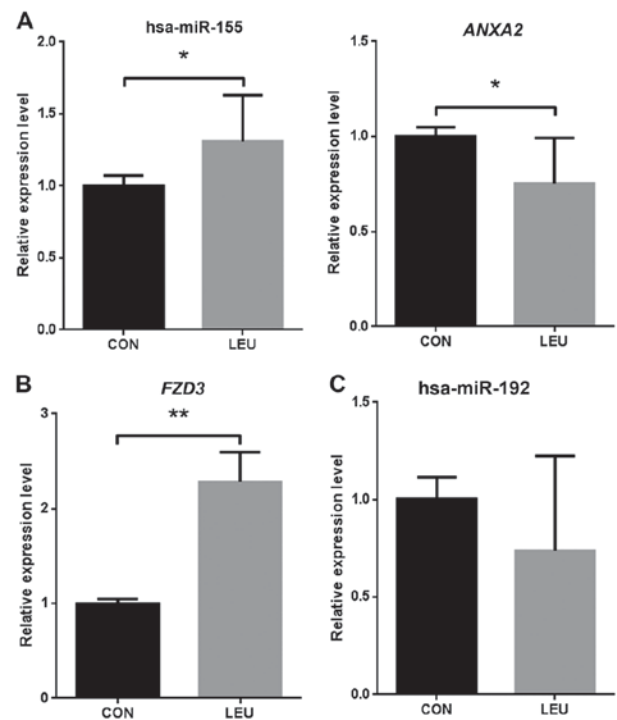 A
hsa-miR-155
Relative expression level
2.0
1.5
1.0
0.5
0.0
*
CON LEU
ANXA2
Relative expression level
1.5
1.0
0.5
0.0
*
CON LEU
B
FZD3
Relative expression level
3
2
1
0
**
CON LEU
C
hsa-miR-192
Relative expression level
1.5
1.0
0.5
0.0
CON LEU